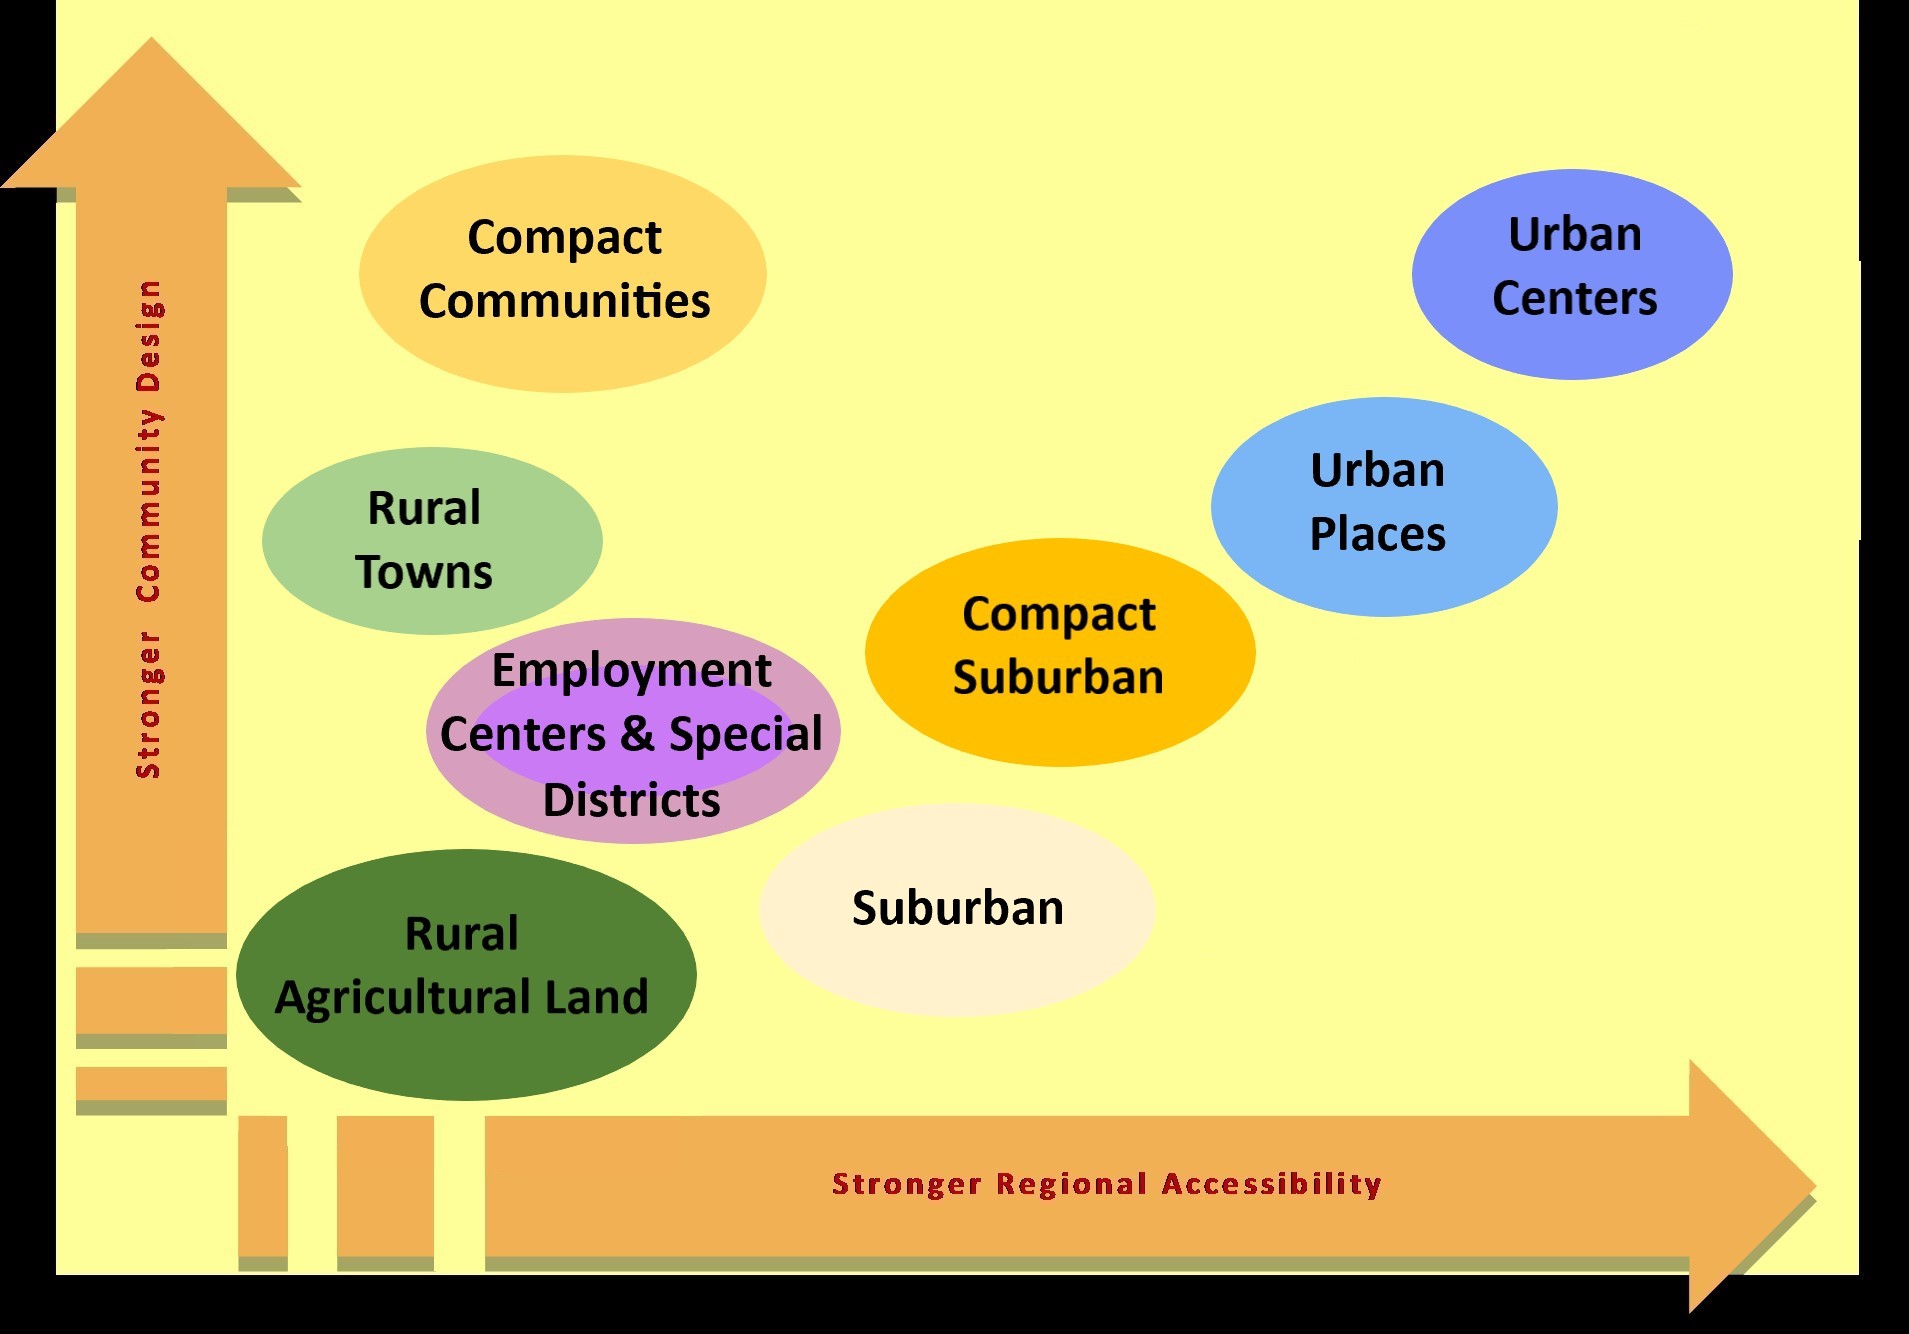 Compact
Communities
Urban
Centers
Stronger Community Design
Rural
Towns
Urban
Places
Compact
Suburban
Employment
Centers & Special
Districts
Suburban
Rural
Agricultural Land
Stronger Regional Accessibility